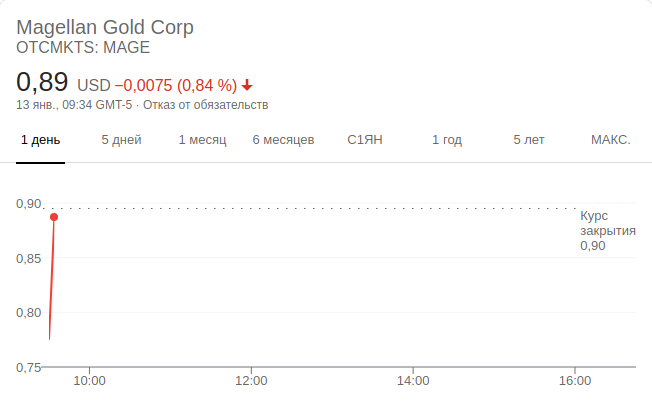 Magellan Gold Corp
OTCMKTS: MAGE
0,89 USD −0,0075 (0,84 %)
13 янв., 09:34 GMT-5 · Отказ от обязательств
1 день 5 дней 1 месяц 6 месяцев С1ЯН 1 год 5 лет МАКС.
0,90
Курс
закрытия
0,90
0,85
0,80
0,75
10:00 12:00 14:00 16:00